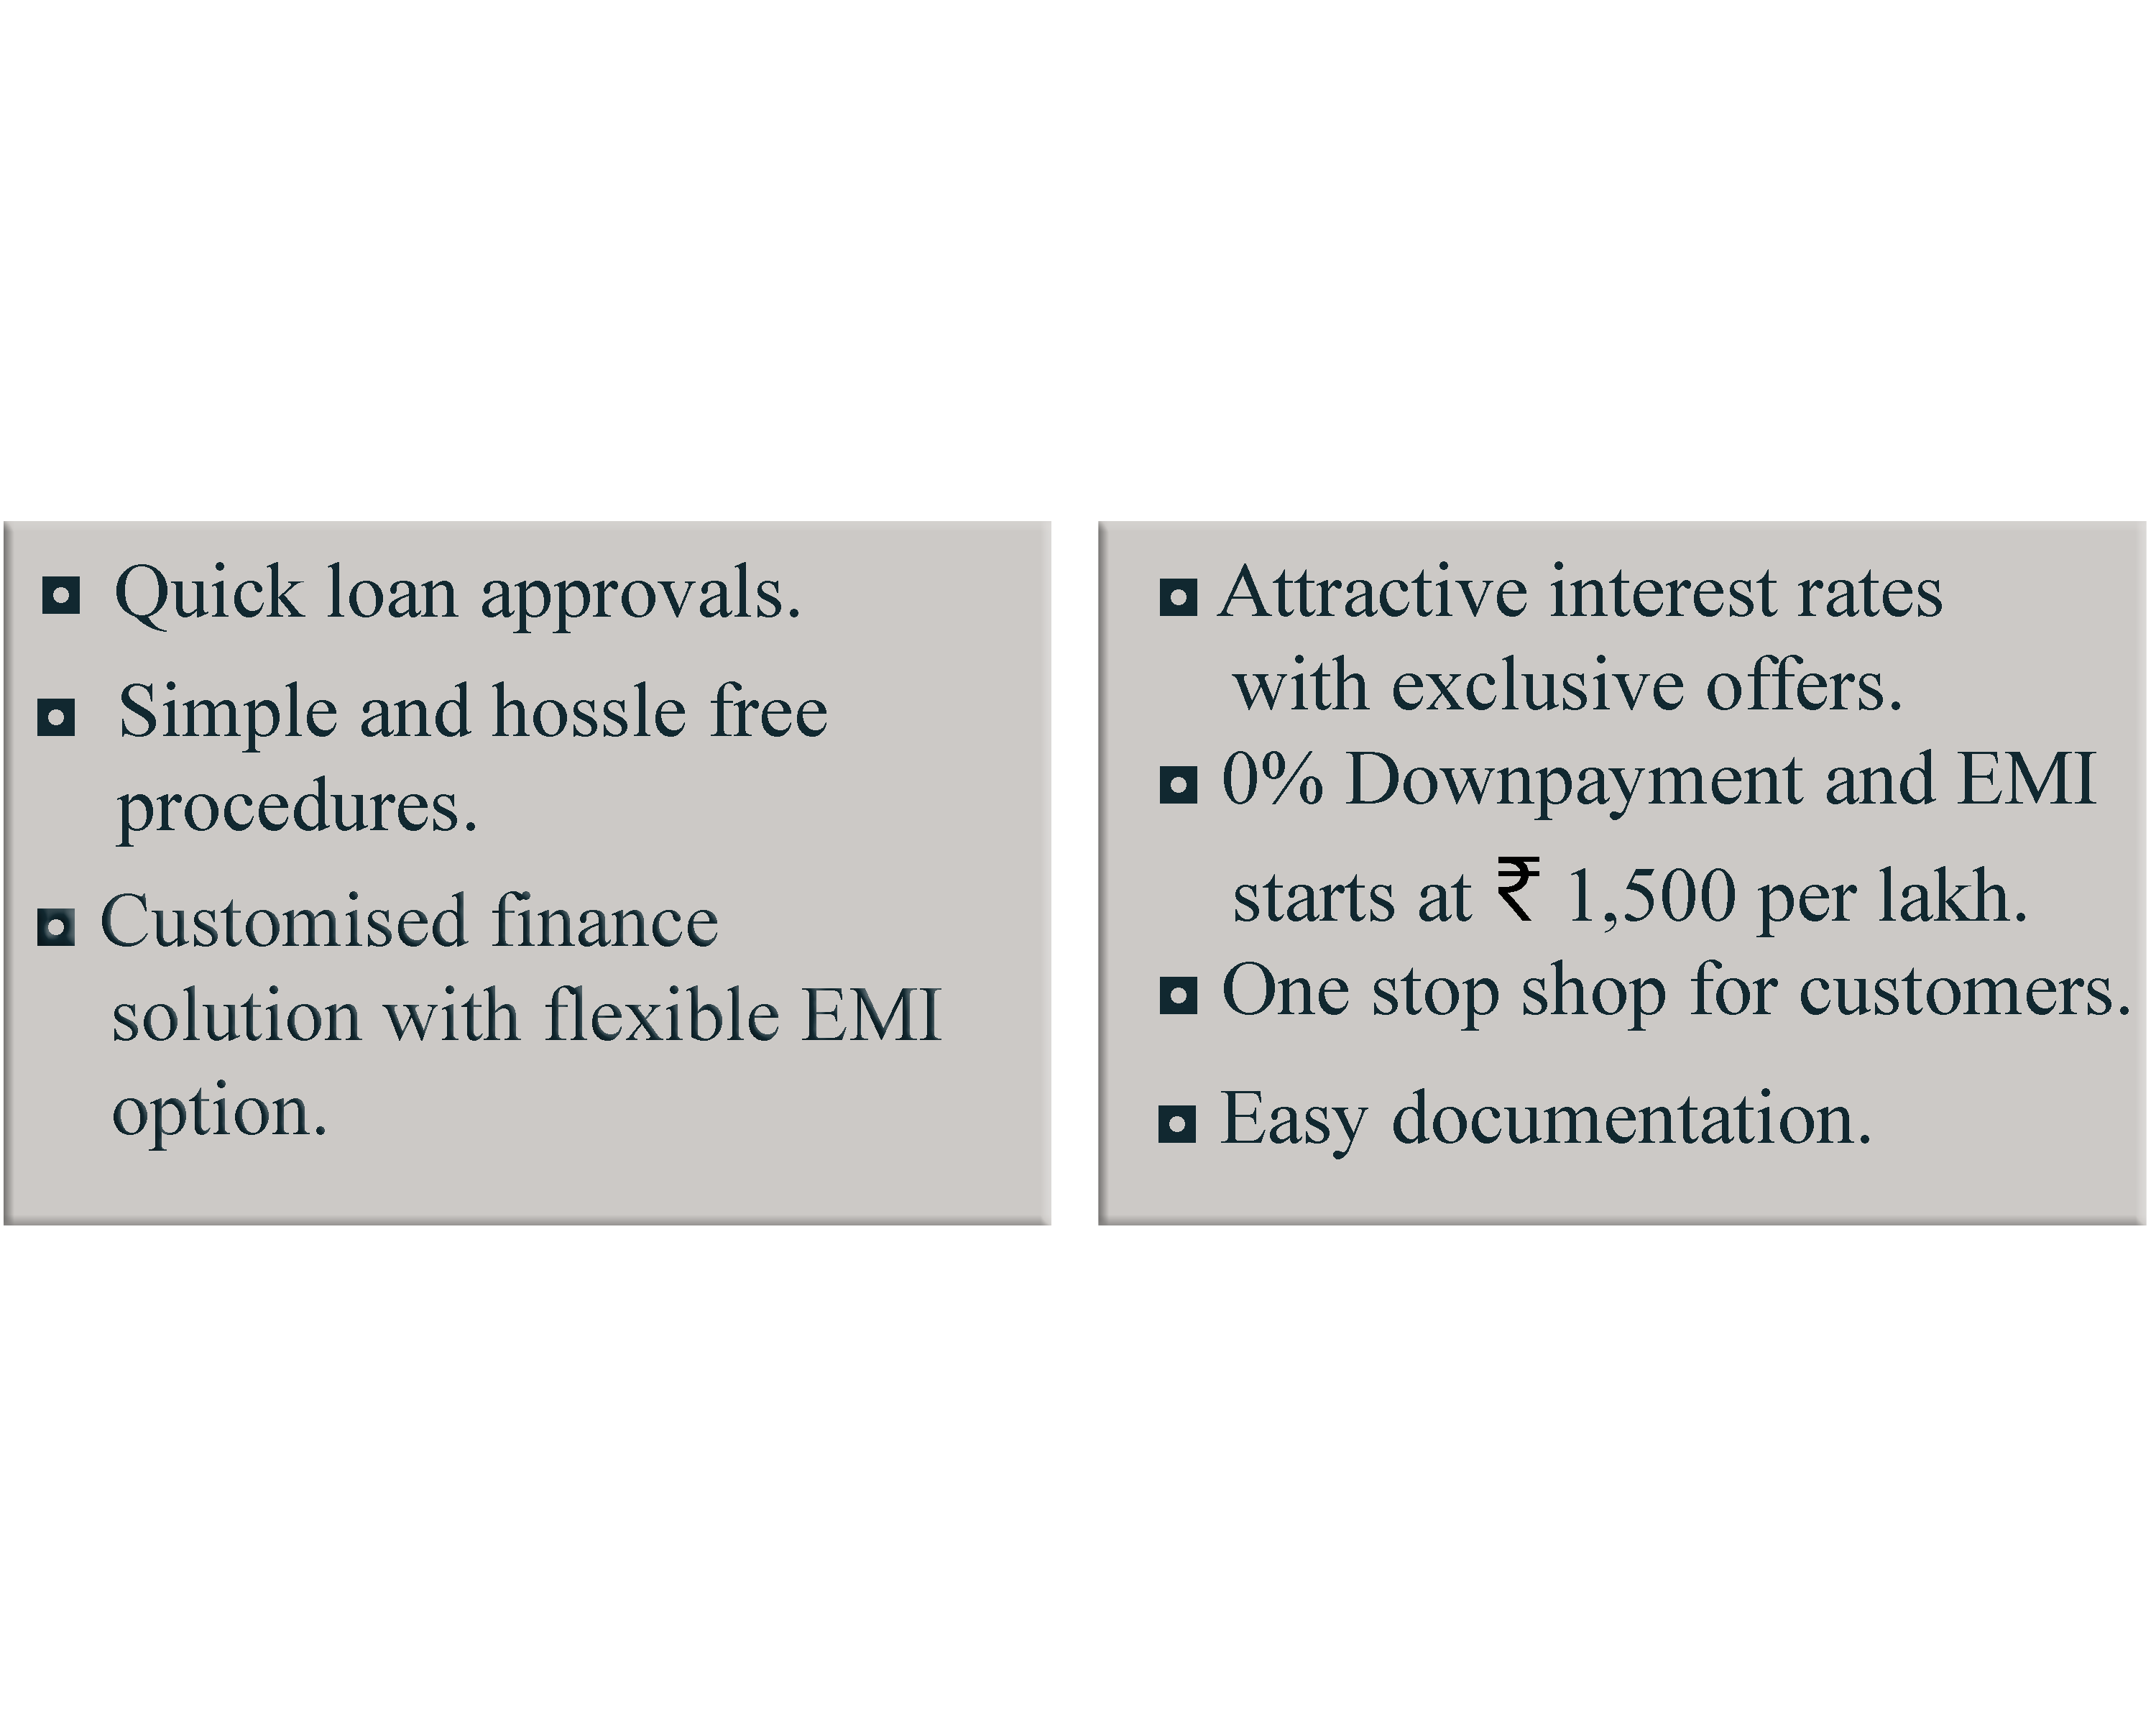 Quick loan approvals.
Simple and hossle free
procedures.
Customised finance
solution with flexible EMI
option.
Attractive interest rates
with exclusive offers.
0% Downpayment and EMI
starts at ₹ 1,500 per lakh.
One stop shop for customers.
Easy documentation.